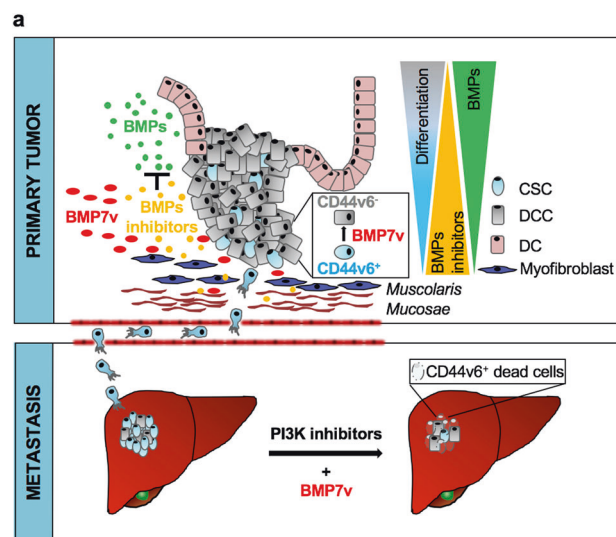 a
PRIMARY TUMOR
BMPs
BMP7v
BMPs
inhibitors
CD44v6-
BMP7v
CD44v6+
Differentiation
BMPs
inhibitors
BMPs
CSC
DCC
DC
Myofibroblast
Muscolaris
Mucosae
METASTASIS
PI3K inhibitors
+
BMP7v
CD44v6+ dead cells